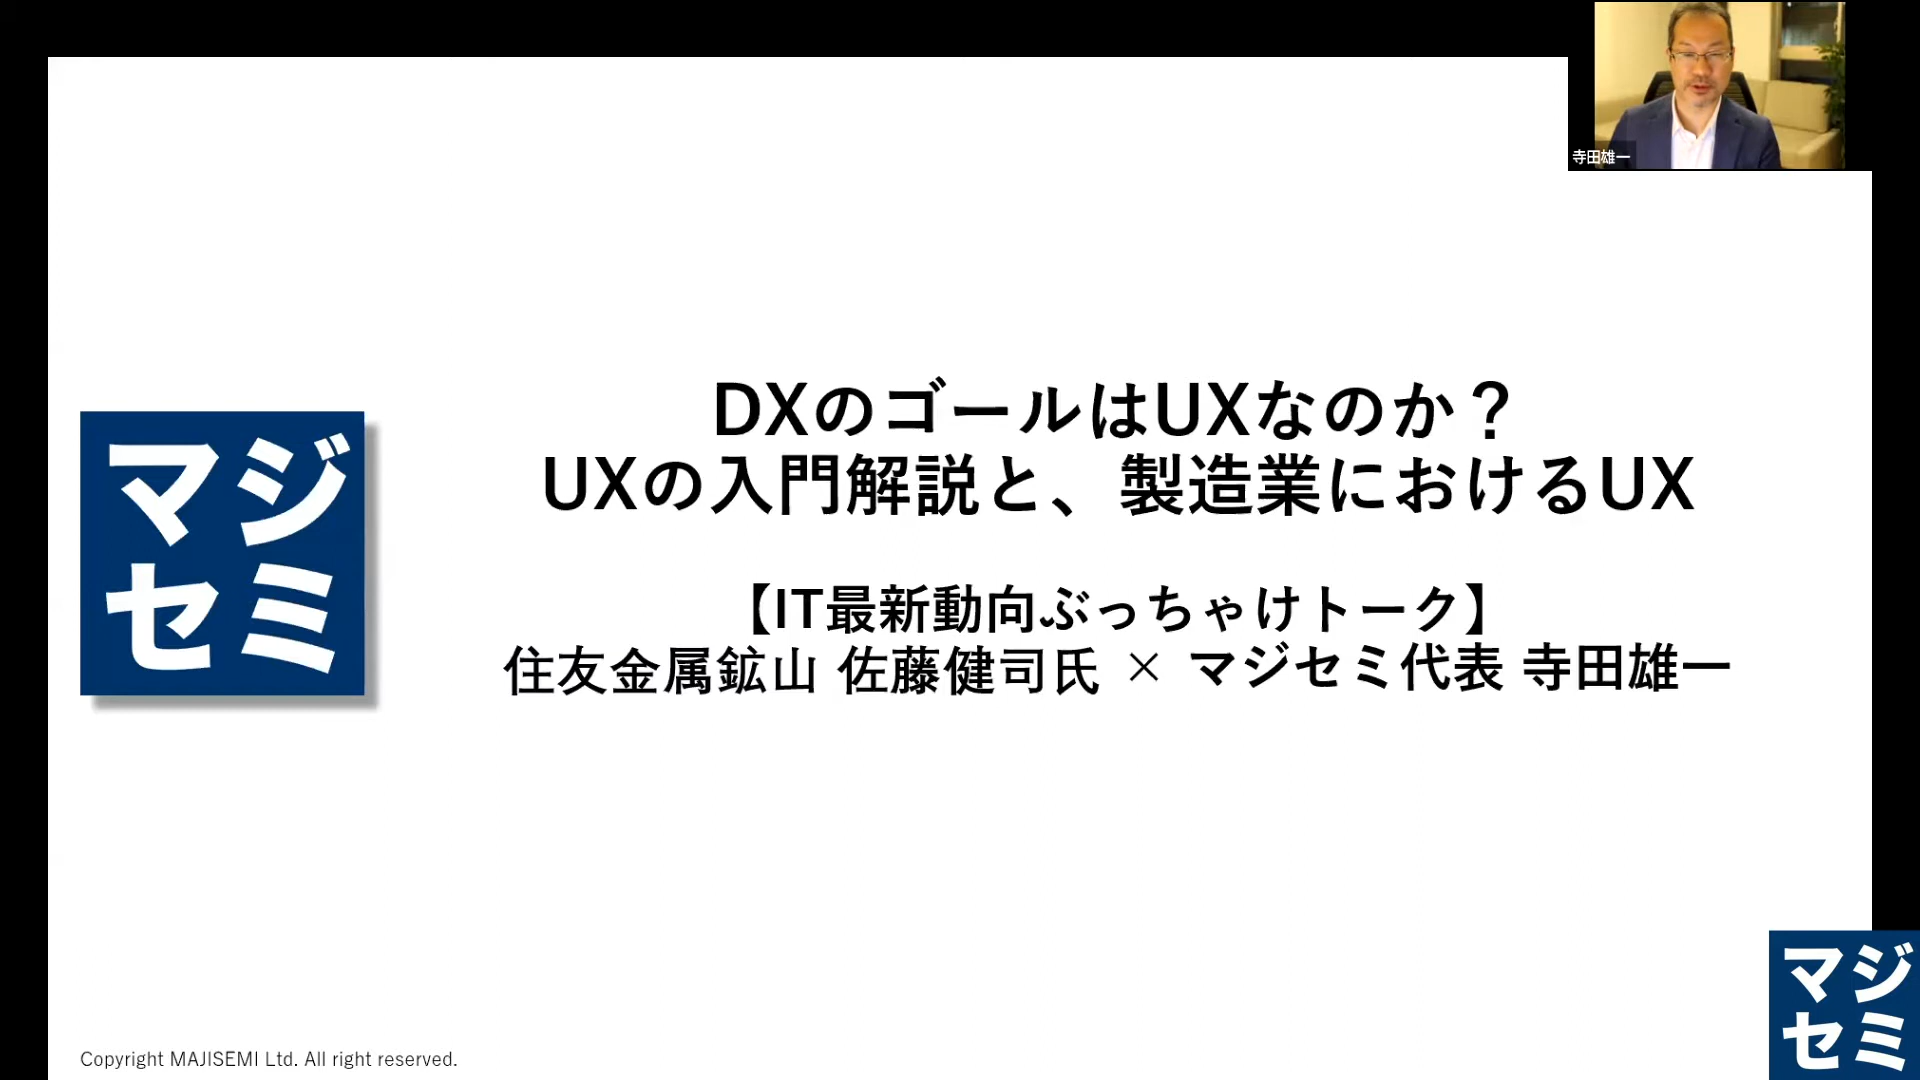 寺田雄一
DXのゴールはUXなのか？
UXの入門解説と、製造業におけるUX
マジ
セミ
【IT最新動向ぶっちゃけトーク】
住友金属鉱山 佐藤健司氏 × マジセミ代表 寺田雄一
マジ
セミ
Copyright MAJISEMI Ltd. All right reserved.